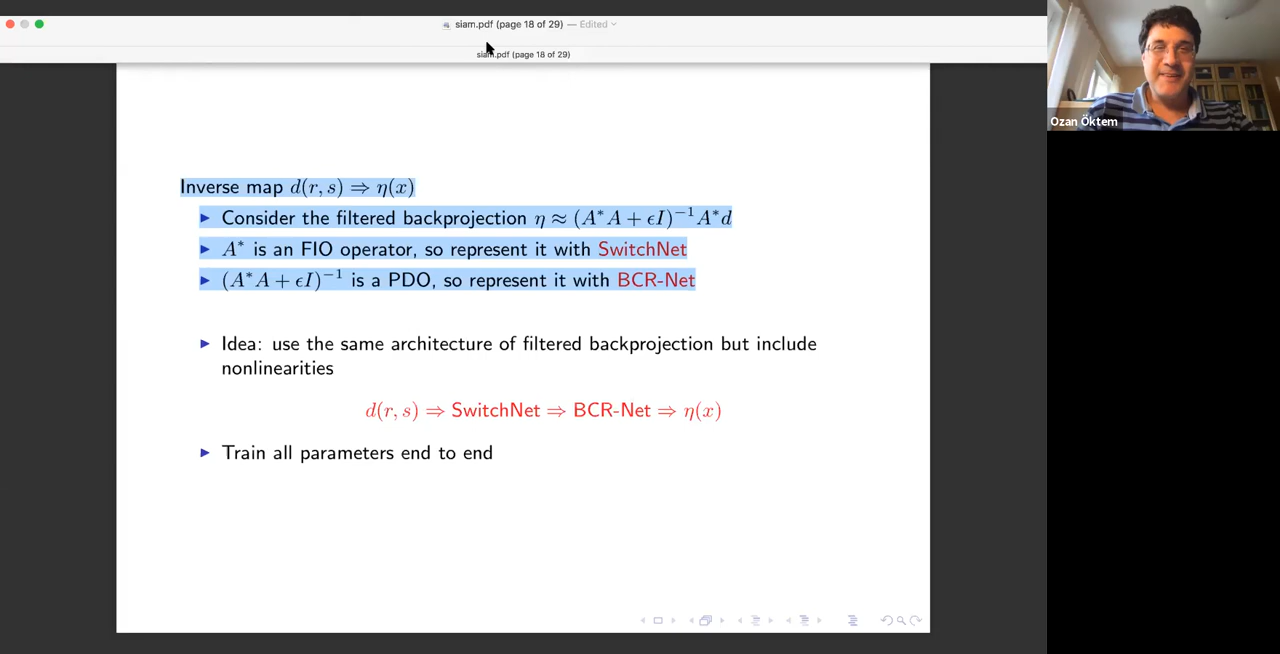 siam.pdf (page 18 of 29) — Edited
siam.pdf (page 18 of 29)
Ozan Öktem
Inverse map d(r, s) ⇒ η(x)
Consider the filtered backprojection η ≈ (A*A + ϵI)⁻¹A*d
A* is an FIO operator, so represent it with SwitchNet
(A*A + ϵI)⁻¹ is a PDO, so represent it with BCR-Net
Idea: use the same architecture of filtered backprojection but include
nonlinearities
d(r, s) ⇒ SwitchNet ⇒ BCR-Net ⇒ η(x)
Train all parameters end to end